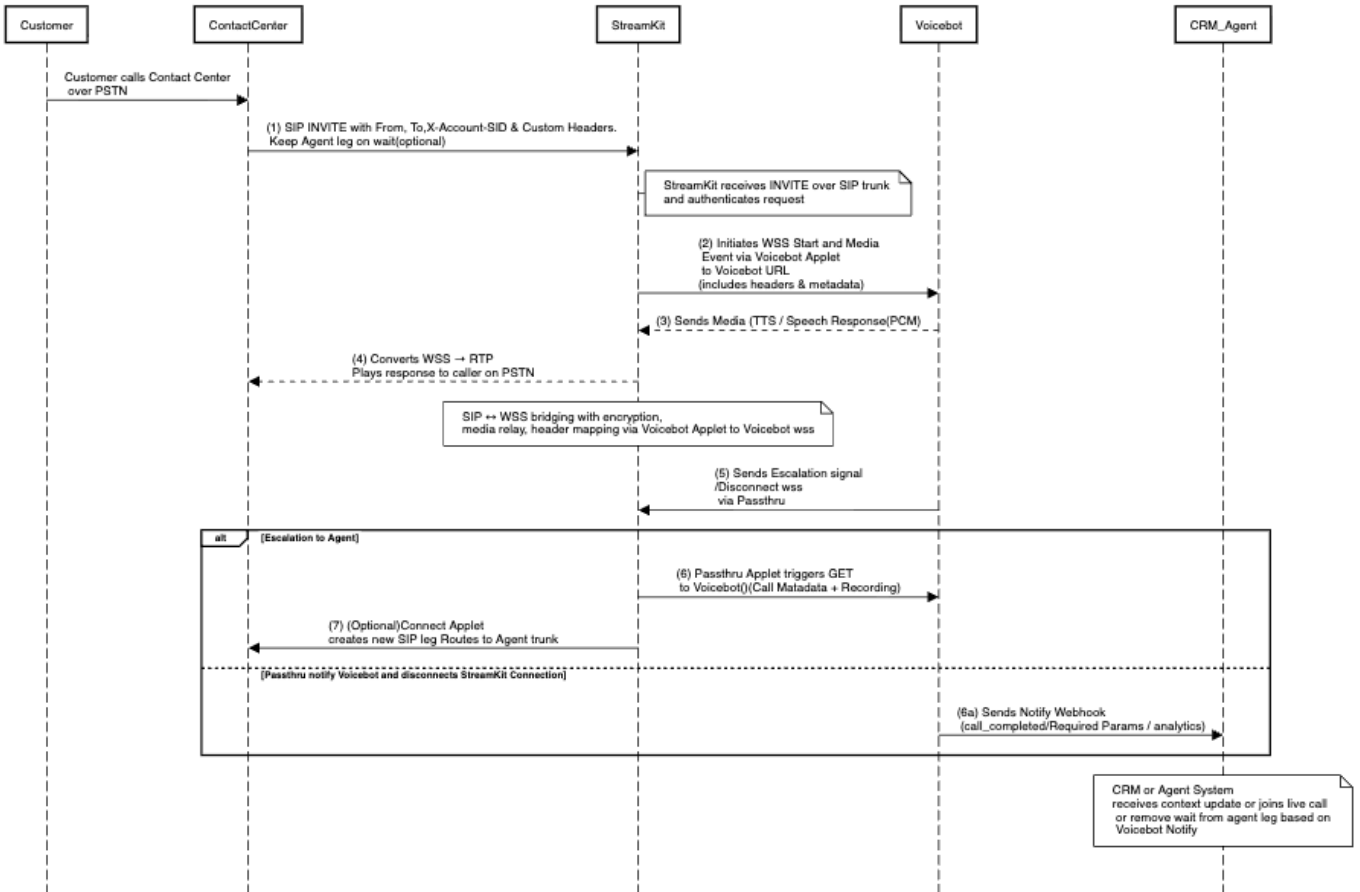 Customer
ContactCenter
StreamKit
Voicebot
CRM_Agent
Customer calls Contact Center
over PSTN
(1) SIP INVITE with From, To,X-Account-SID & Custom Headers.
Keep Agent leg on wait(optional)
StreamKit receives INVITE over SIP trunk
and authenticates request
(2) Initiates WSS Start and Media
Event via Voicebot Applet
to Voicebot URL
(includes headers & metadata)
(3) Sends Media (TTS / Speech Response(PCM)
(4) Converts WSS → RTP
Plays response to caller on PSTN
SIP ↔ WSS bridging with encryption,
media relay, header mapping via Voicebot Applet to Voicebot wss
(5) Sends Escalation signal
/Disconnect wss
via Passthru
alt
[Escalation to Agent]
(6) Passthru Applet triggers GET
to Voicebot()(Call Matadata + Recording)
(7) (Optional)Connect Applet
creates new SIP leg Routes to Agent trunk
[Passthru notify Voicebot and disconnects StreamKit Connection]
(6a) Sends Notify Webhook
(call_completed/Required Params / analytics)
CRM or Agent System
receives context update or joins live call
or remove wait from agent leg based on
Voicebot Notify